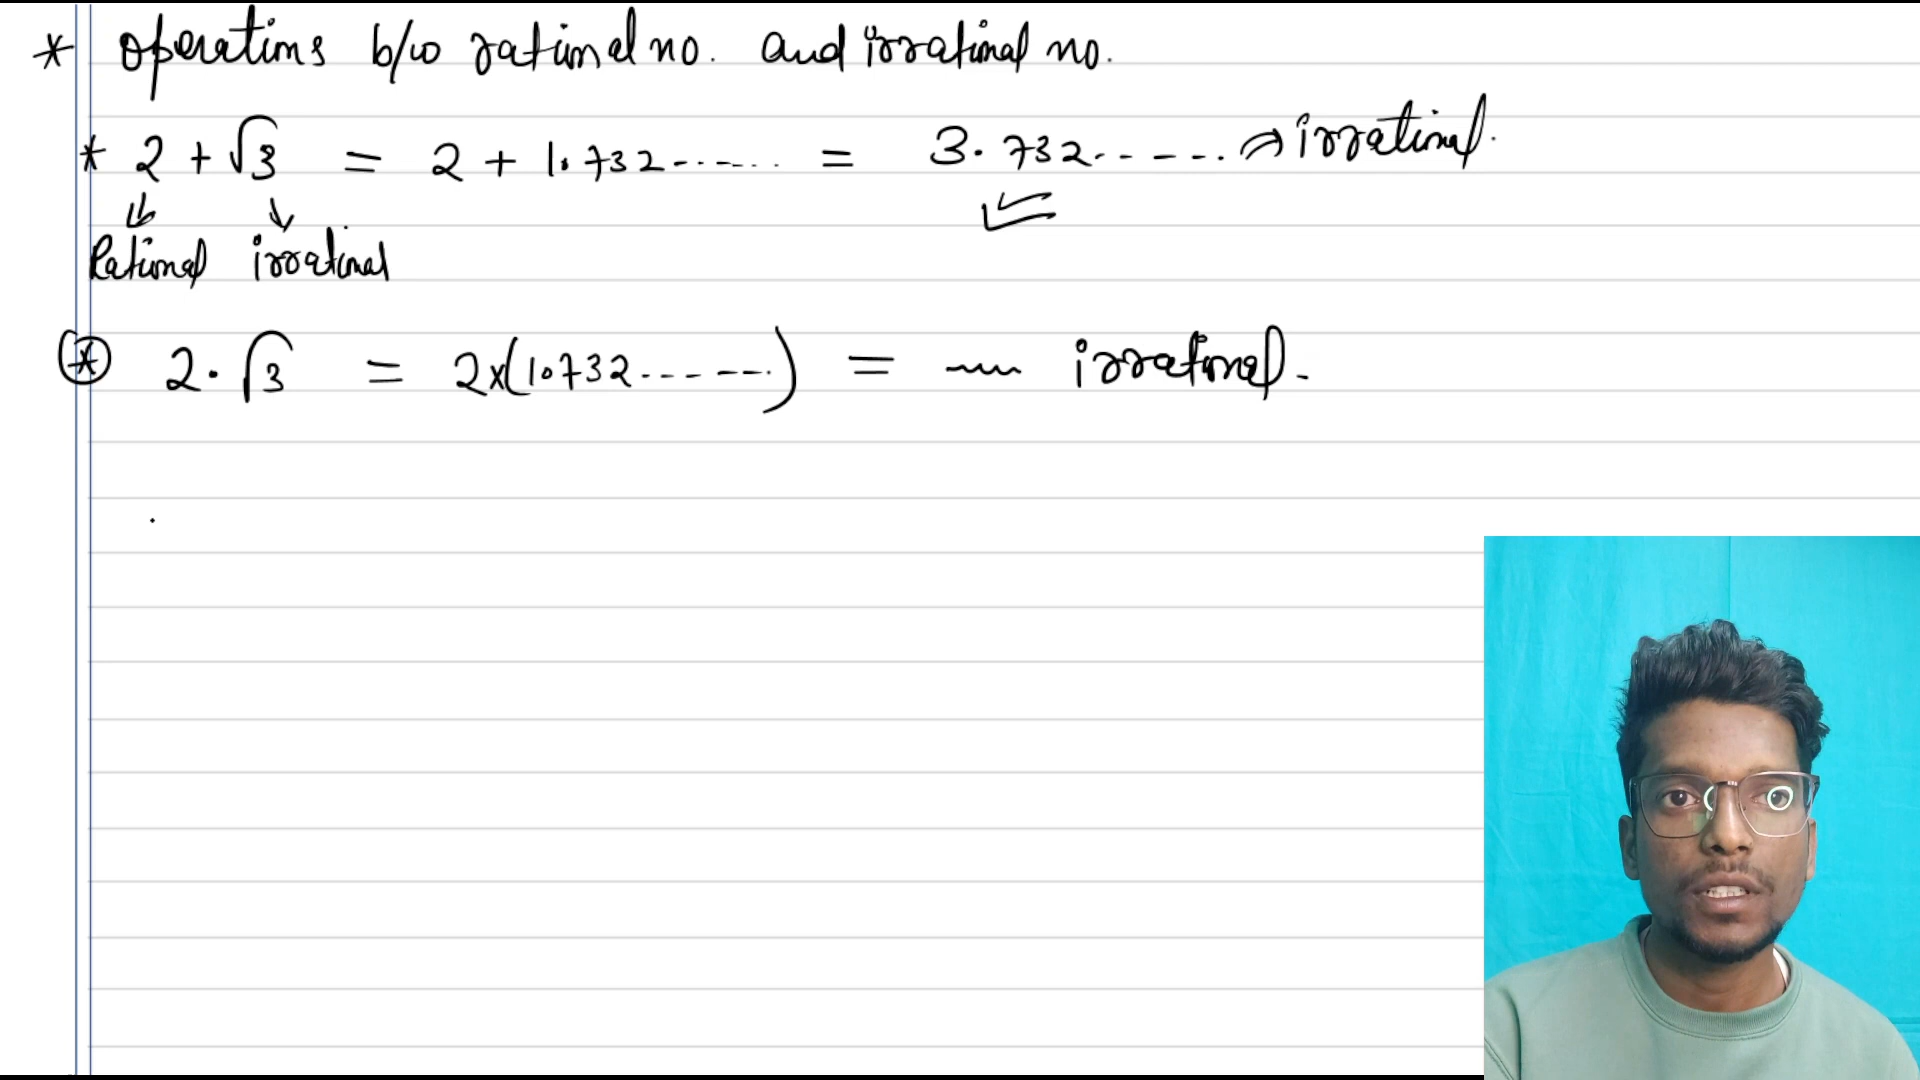 * operations b/w rational no. and irrational no.
* 2 + √3 = 2 + 1.732....... = 3.732....... → irrational.
Rational irrational
* 2.√3 = 2x(1.732.......) = irrational.